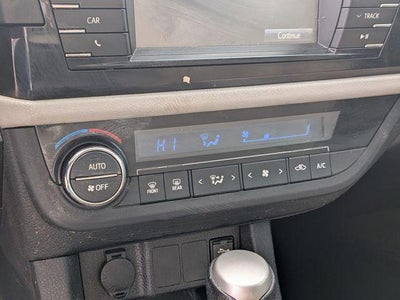 CAR
Continue
TRACK
HI
AUTO
OFF
FRONT
REAR
A/C